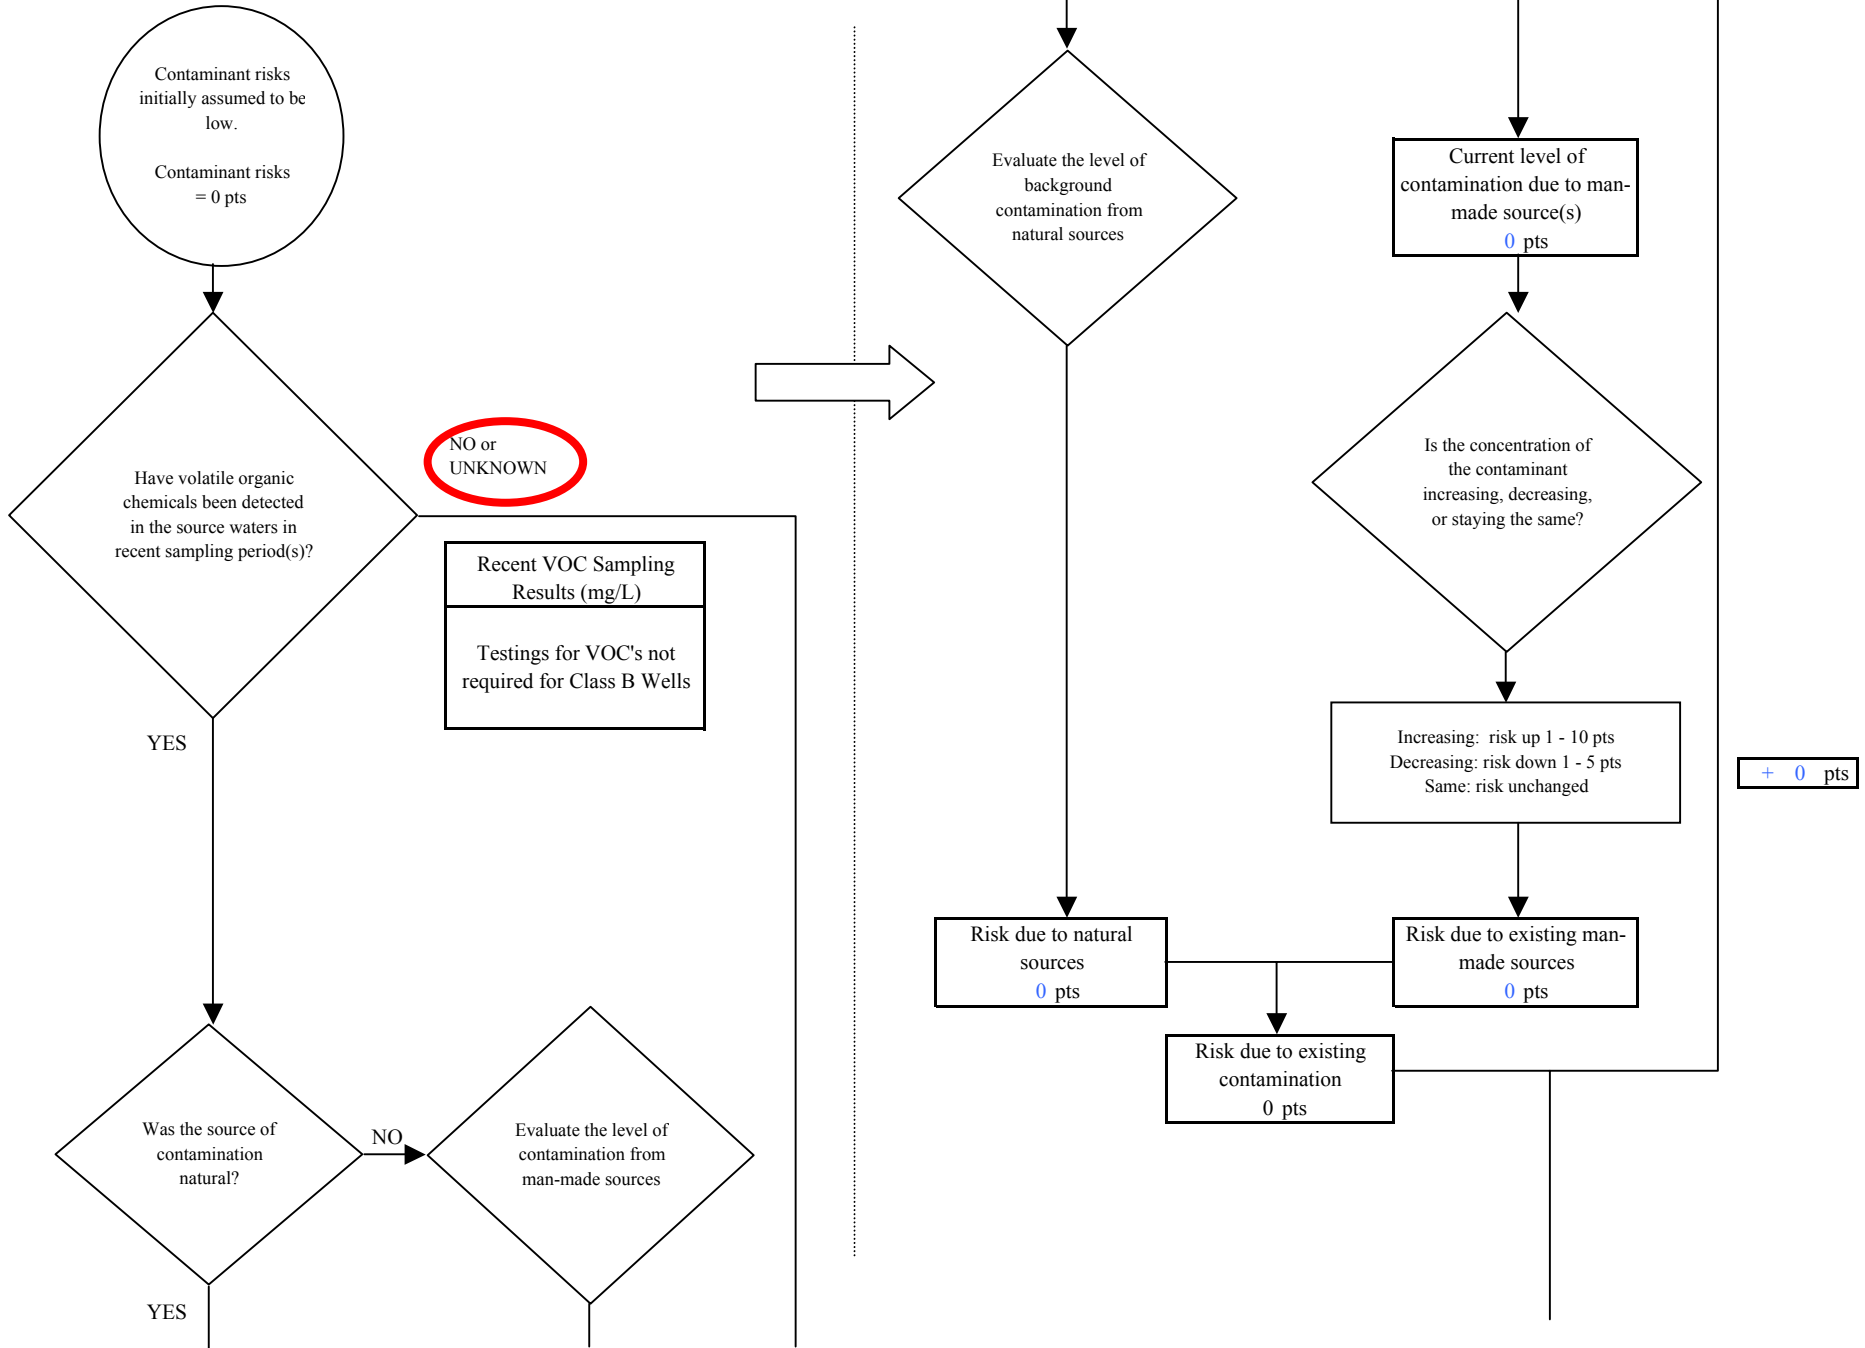 Contaminant risks
initially assumed to be
low.
Contaminant risks
= 0 pts
Have volatile organic
chemicals been detected
in the source waters in
recent sampling period(s)?
NO or
UNKNOWN
Recent VOC Sampling
Results (mg/L)
Testings for VOC's not
required for Class B Wells
YES
Was the source of
contamination
natural?
NO
Evaluate the level of
contamination from
man-made sources
YES
Evaluate the level of
background
contamination from
natural sources
Current level of
contamination due to man-
made source(s)
0 pts
Is the concentration of
the contaminant
increasing, decreasing,
or staying the same?
Increasing: risk up 1 - 10 pts
Decreasing: risk down 1 - 5 pts
Same: risk unchanged
+ 0 pts
Risk due to natural
sources
0 pts
Risk due to existing man-
made sources
0 pts
Risk due to existing
contamination
0 pts